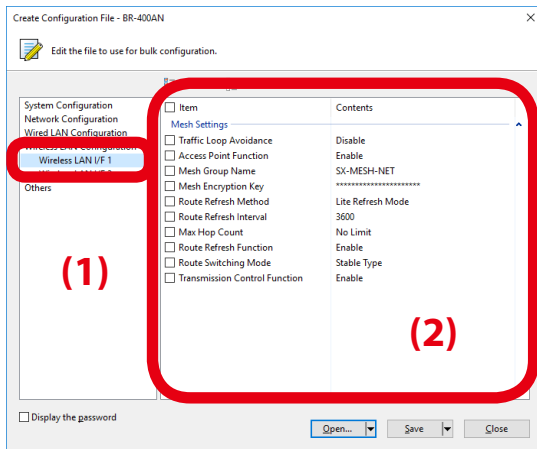 Create Configuration File - BR-400AN
Edit the file to use for bulk configuration.
System Configuration
Network Configuration
Wired LAN Configuration
Wireless LAN Configuration
Wireless LAN I/F 1
Others
(1)
Item Contents
Mesh Settings
Traffic Loop Avoidance Disable
Access Point Function Enable
Mesh Group Name SX-MESH-NET
Mesh Encryption Key **********************
Route Refresh Method Lite Refresh Mode
Route Refresh Interval 3600
Max Hop Count No Limit
Route Refresh Function Enable
Route Switching Mode Stable Type
Transmission Control Function Enable
(2)
Display the password
Open... Save Close